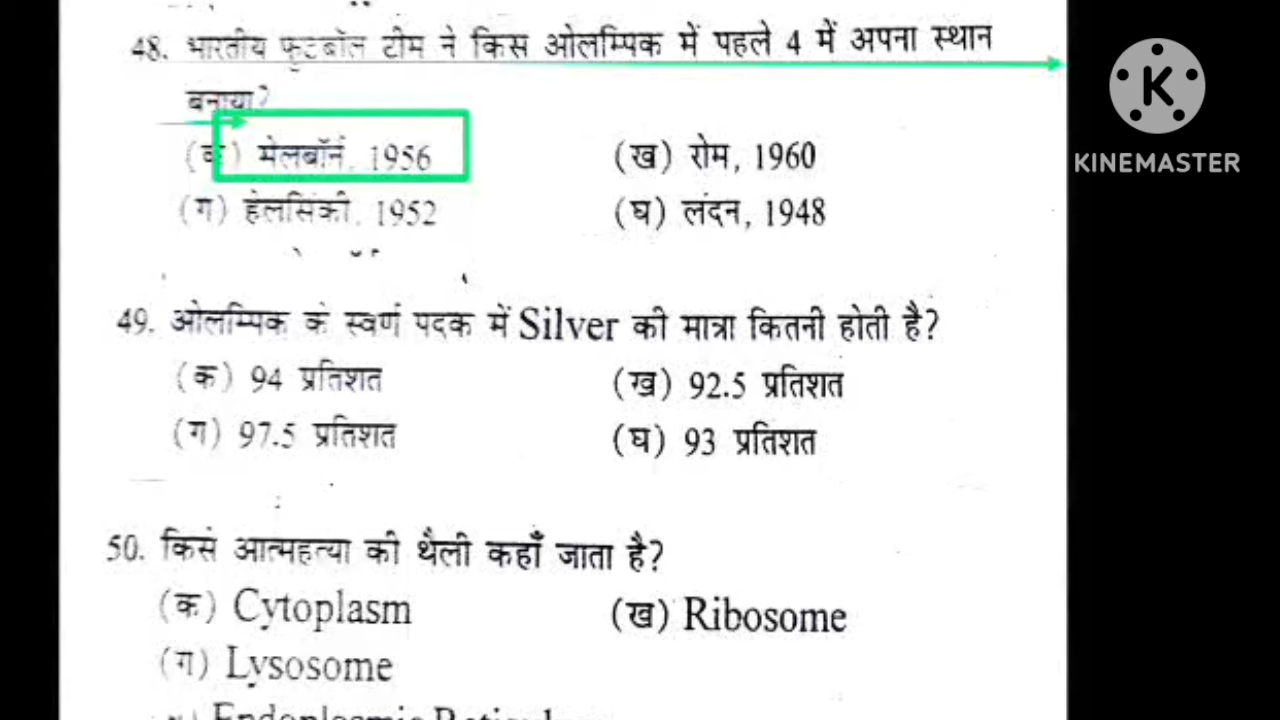 48. भारतीय फुटबॉल टीम ने किस ओलम्पिक में पहले 4 में अपना स्थान
बनाया?
(क) मेलबॉर्न, 1956 (ख) रोम, 1960
(ग) हेलसिंकी, 1952 (घ) लंदन, 1948
49. ओलम्पिक के स्वर्ण पदक में Silver की मात्रा कितनी होती है?
(क) 94 प्रतिशत (ख) 92.5 प्रतिशत
(ग) 97.5 प्रतिशत (घ) 93 प्रतिशत
50. किसे आत्महत्या की थैली कहाँ जाता है?
(क) Cytoplasm (ख) Ribosome
(ग) Lysosome
K
KINEMASTER